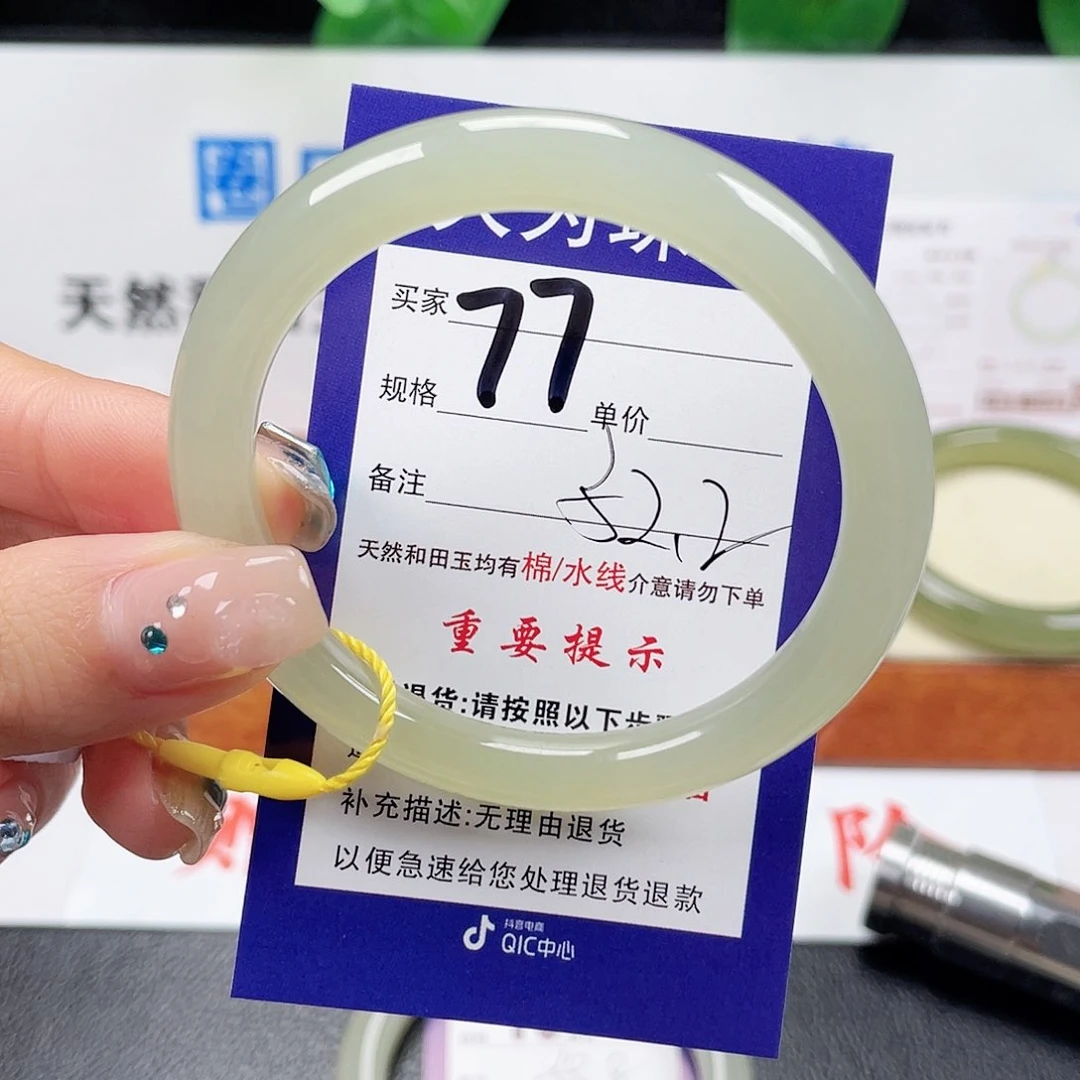 天然
买家 77
规格 单价
备注 52.2
天然和田玉均有棉/水线介意请勿下单
重要提示
退货:请按照以下步骤
补充描述:无理由退货
以便急速给您处理退货退款
抖音电商
QIC中心